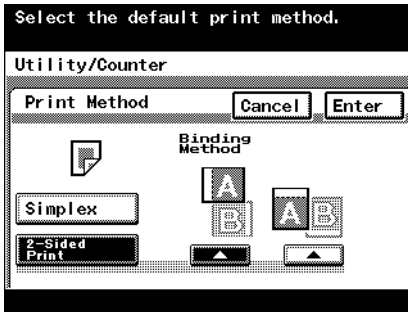 Select the default print method.
Utility/Counter
Print Method
Cancel
Enter
Binding
Method
A
B
A
B
Simplex
2-Sided
Print